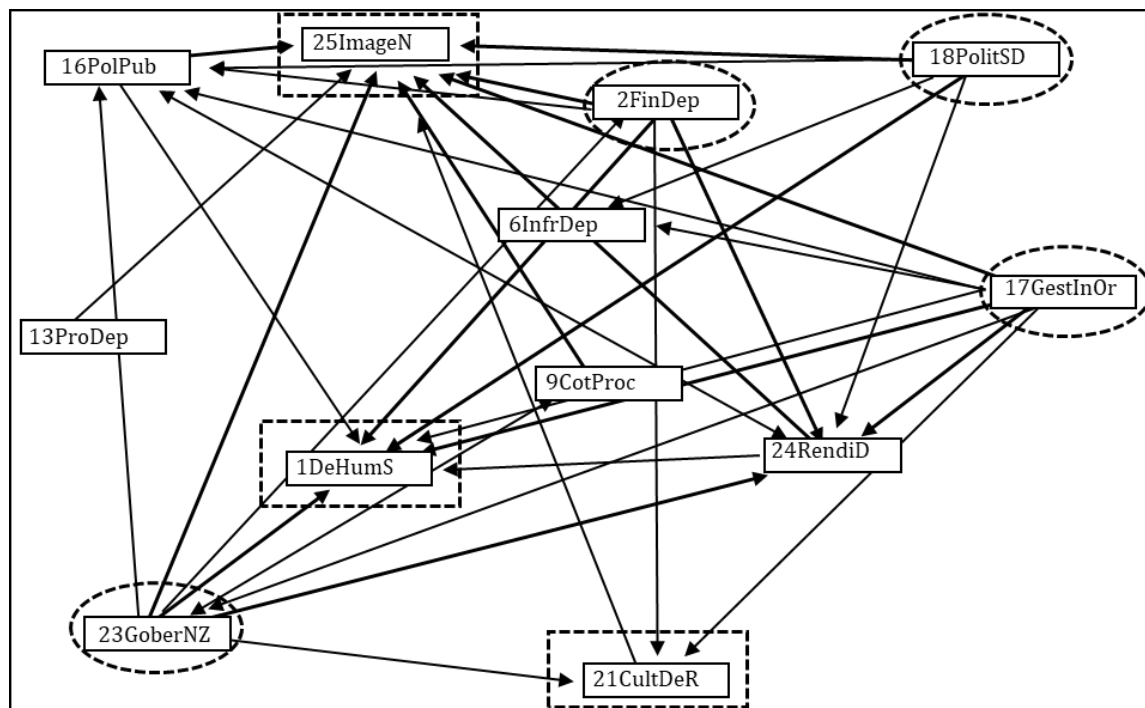 25ImageN
18PolitSD
16PolPub
2FinDep
6InfrDep
17GestInOr
13ProDep
9CotProc
24RendiD
1DeHumS
23GoberNZ
21CultDeR